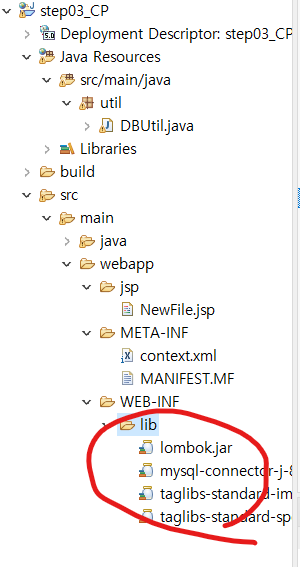 step03_CP
Deployment Descriptor: step03_CP
Java Resources
src/main/java
util
DBUtil.java
Libraries
build
src
main
java
webapp
jsp
NewFile.jsp
META-INF
context.xml
MANIFEST.MF
WEB-INF
lib
lombok.jar
mysql-connector-j-8
taglibs-standard-im
taglibs-standard-sp